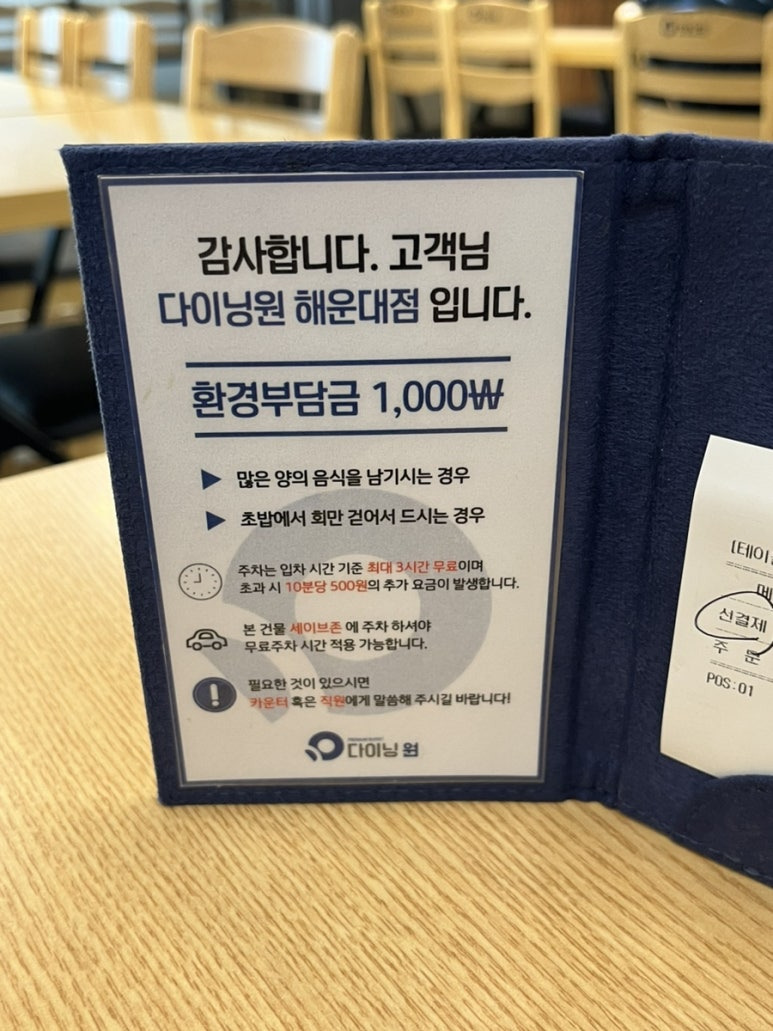 감사합니다. 고객님
다이닝원 해운대점 입니다.
환경부담금 1,000₩
▶ 많은 양의 음식을 남기시는 경우
▶ 초밥에서 회만 걷어서 드시는 경우
주차는 입차 시간 기준 최대 3시간 무료이며
초과 시 10분당 500원의 추가 요금이 발생합니다.
본 건물 세이브존 에 주차 하셔야
무료주차 시간 적용 가능합니다.
필요한 것이 있으시면
카운터 혹은 직원에게 말씀해 주시길 바랍니다!
다이닝 원
선결제
주 문
POS:01